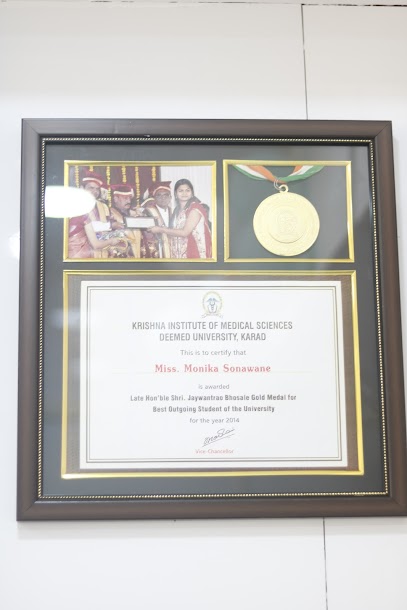 KRISHNA INSTITUTE OF MEDICAL SCIENCES
DEEMED UNIVERSITY, KARAD
This is to certify that
Miss. Monika Sonawane
is awarded
Late Hon'ble Shri. Jaywantrao Bhosale Gold Medal for
Best Outgoing Student of the University
for the year 2014
Vice-Chancellor